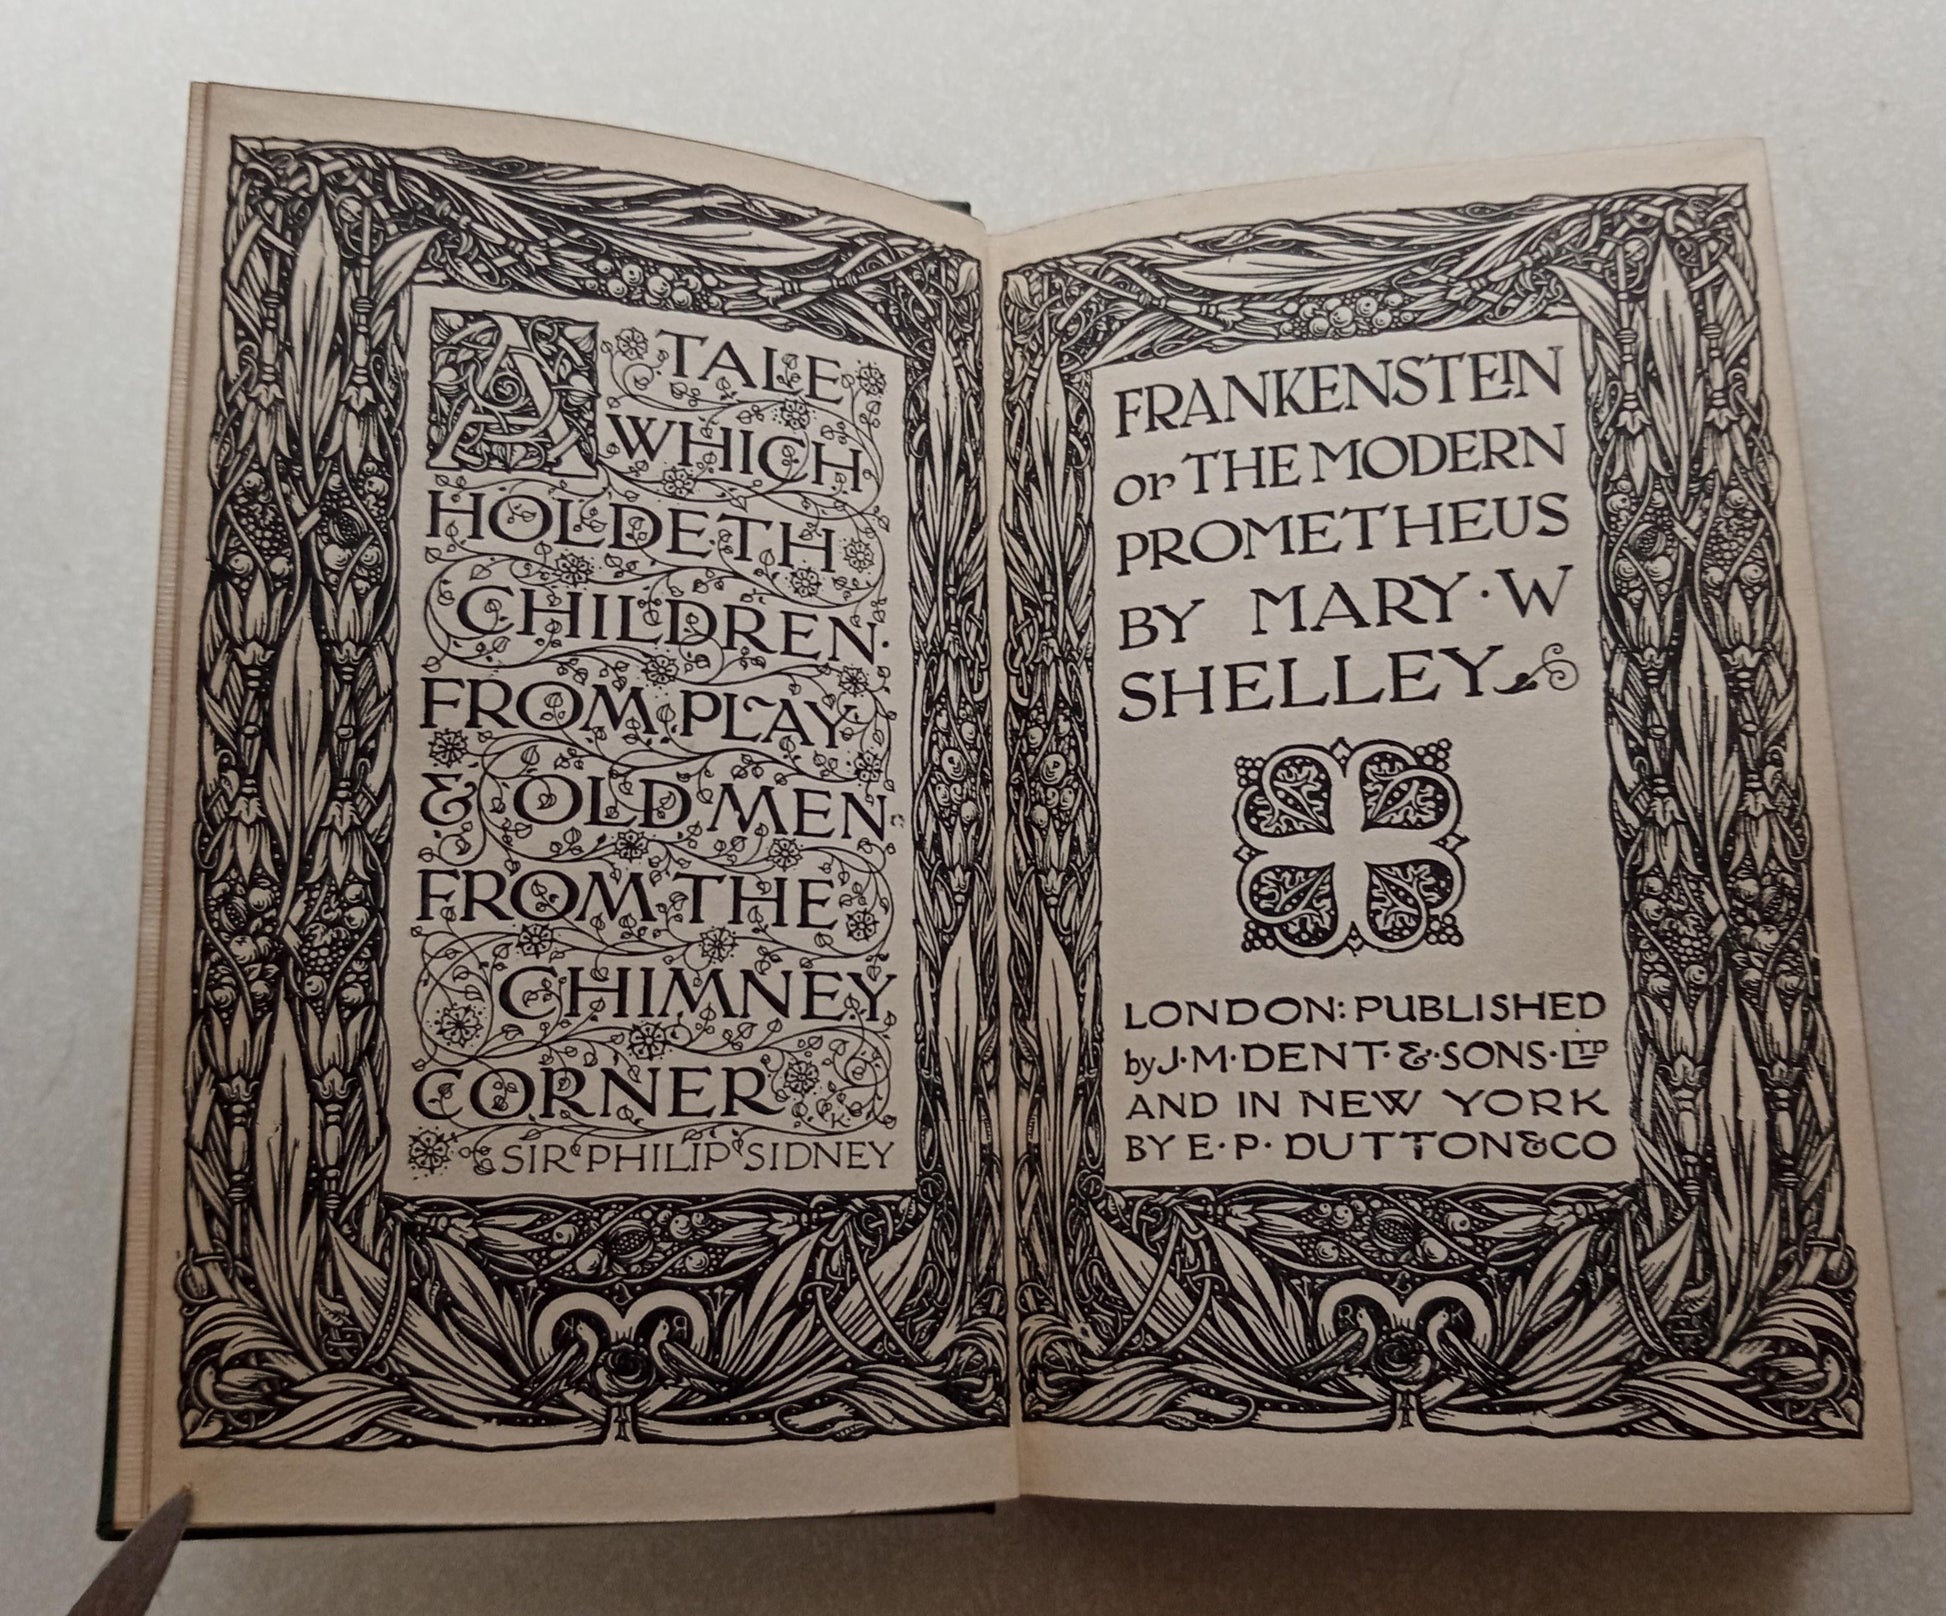 A TALE
WHICH
HOLDETH
CHILDREN
FROM PLAY
& OLD MEN
FROM THE
CHIMNEY
CORNER
SIR PHILIP SIDNEY
FRANKENSTEIN
or THE MODERN
PROMETHEUS
BY MARY·W
SHELLEY
LONDON: PUBLISHED
by J·M·DENT·&·SONS·LTD
AND IN NEW YORK
BY E·P·DUTTON&CO